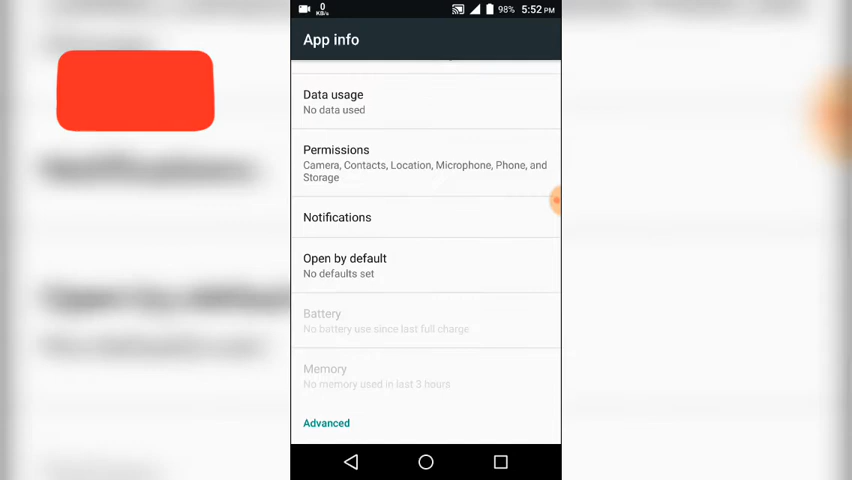 0
KB/s
98%
5:52 PM
App info
Data usage
No data used
Permissions
Camera, Contacts, Location, Microphone, Phone, and
Storage
Notifications
Open by default
No defaults set
Battery
No battery use since last full charge
Memory
No memory used in last 3 hours
Advanced